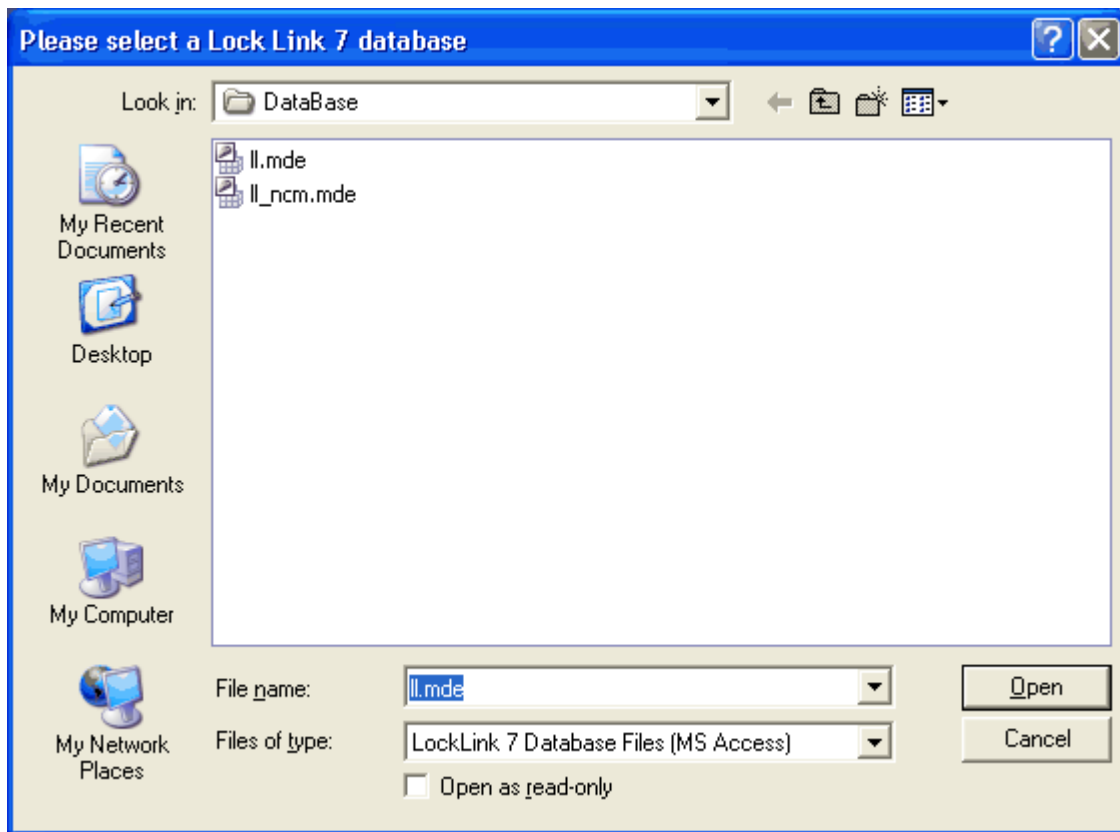 Please select a Lock Link 7 database
Look in:
DataBase
ll.mde
ll_ncm.mde
My Recent
Documents
Desktop
My Documents
My Computer
My Network
Places
File name:
ll.mde
Open
Files of type:
LockLink 7 Database Files (MS Access)
Cancel
Open as read-only